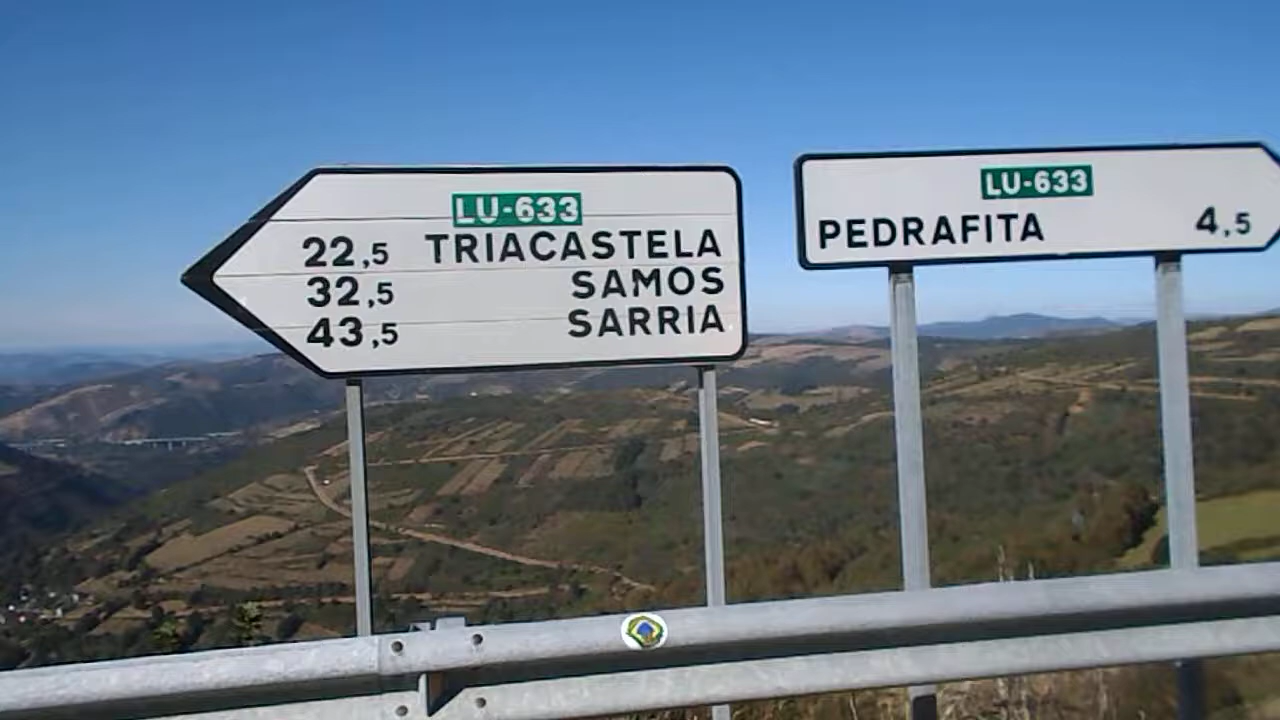 LU-633
22,5 TRIACASTELA
32,5 SAMOS
43,5 SARRIA
LU-633
PEDRAFITA 4,5